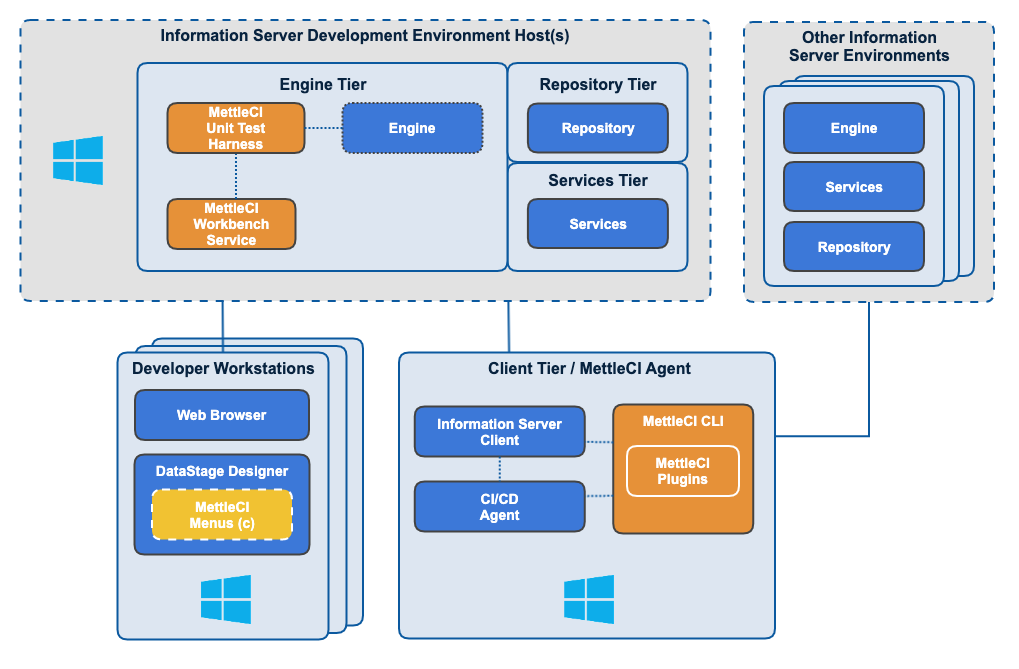 Information Server Development Environment Host(s)
Engine Tier
MettleCI
Unit Test
Harness
Engine
MettleCI
Workbench
Service
Repository Tier
Repository
Services Tier
Services
Other Information
Server Environments
Engine
Services
Repository
Developer Workstations
Web Browser
DataStage Designer
MettleCI
Menus (c)
Client Tier / MettleCI Agent
Information Server
Client
CI/CD
Agent
MettleCI CLI
MettleCI
Plugins